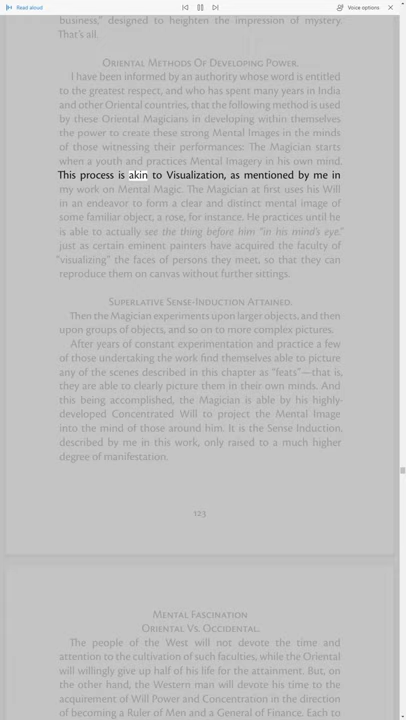 Read aloud
Voice options
business," designed to heighten the impression of mystery.
That's all.
Oriental Methods Of Developing Power.
I have been informed by an authority whose word is entitled
to the greatest respect, and who has spent many years in India
and other Oriental countries, that the following method is used
by these Oriental Magicians in developing within themselves
the power to create these strong Mental Images in the minds
of those witnessing their performances: The Magician starts
when a youth and practices Mental Imagery in his own mind.
This process is akin to Visualization, as mentioned by me in
my work on Mental Magic. The Magician at first uses his Will
in an endeavor to form a clear and distinct mental image of
some familiar object, a rose, for instance. He practices until he
is able to actually see the thing before him "in his mind's eye,"
just as certain eminent painters have acquired the faculty of
"visualizing" the faces of persons they meet, so that they can
reproduce them on canvas without further sittings.
Superlative Sense-Induction Attained.
Then the Magician experiments upon larger objects, and then
upon groups of objects, and so on to more complex pictures.
After years of constant experimentation and practice a few
of those undertaking the work find themselves able to picture
any of the scenes described in this chapter as "feats"—that is,
they are able to clearly picture them in their own minds. And
this being accomplished, the Magician is able by his highly-
developed Concentrated Will to project the Mental Image
into the mind of those around him. It is the Sense Induction,
described by me in this work, only raised to a much higher
degree of manifestation.
123
Mental Fascination
Oriental Vs. Occidental.
The people of the West will not devote the time and
attention to the cultivation of such faculties, while the Oriental
will willingly give up half of his life for the attainment. But, on
the other hand, the Western man will devote his time to the
acquirement of Will Power and Concentration in the direction
of becoming a Ruler of Men and a General of Finance. Each to